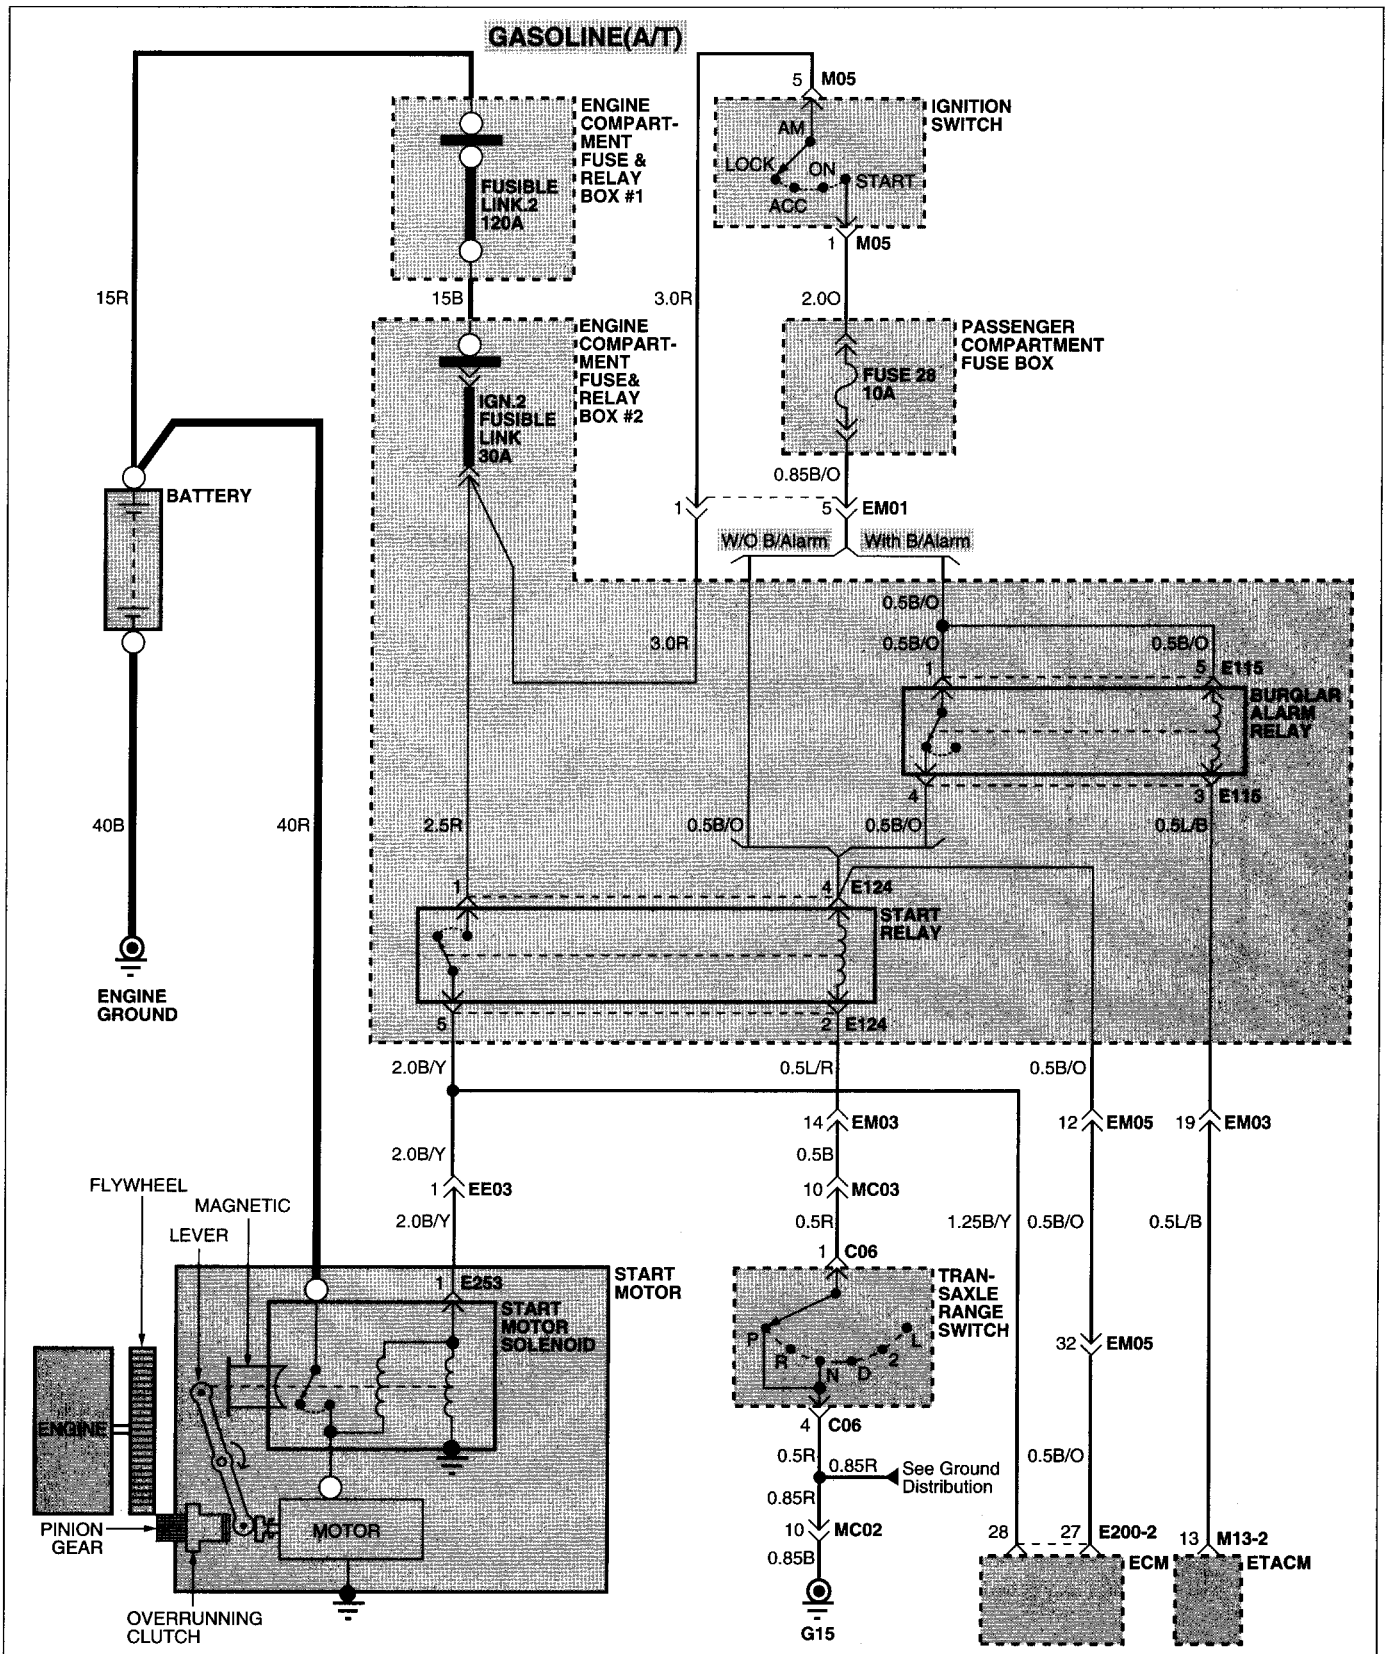 GASOLINE(A/T)
5 M05
IGNITION
SWITCH
AM
LOCK
ON
START
ACC
1 M05
ENGINE
COMPART-
MENT
FUSE &
RELAY
BOX #1
FUSIBLE
LINK.2
120A
15R
15B
3.0R
2.0O
ENGINE
COMPART-
MENT
FUSE&
RELAY
BOX #2
IGN.2
FUSIBLE
LINK
30A
PASSENGER
COMPARTMENT
FUSE BOX
FUSE 28
10A
0.85B/O
BATTERY
1
5 EM01
W/O B/Alarm
With B/Alarm
0.5B/O
3.0R
0.5B/O
0.5B/O
1
5 E115
BURGLAR
ALARM
RELAY
4
3 E115
40B
40R
2.5R
0.5B/O
0.5B/O
0.5L/B
1
4 E124
START
RELAY
5
2 E124
ENGINE
GROUND
2.0B/Y
0.5L/R
0.5B/O
14 EM03
12 EM05
19 EM03
2.0B/Y
0.5B
1 EE03
10 MC03
2.0B/Y
0.5R
1.25B/Y
0.5B/O
0.5L/B
FLYWHEEL
MAGNETIC
LEVER
1 C06
1 E253
START
MOTOR
START
MOTOR
SOLENOID
TRAN-
SAXLE
RANGE
SWITCH
P
R
N
D
2
L
32 EM05
4 C06
ENGINE
0.5R
0.85R
See Ground
Distribution
0.5B/O
0.85R
PINION
GEAR
MOTOR
10 MC02
0.85B
28
27 E200-2
ECM
13 M13-2
ETACM
OVERRUNNING
CLUTCH
G15